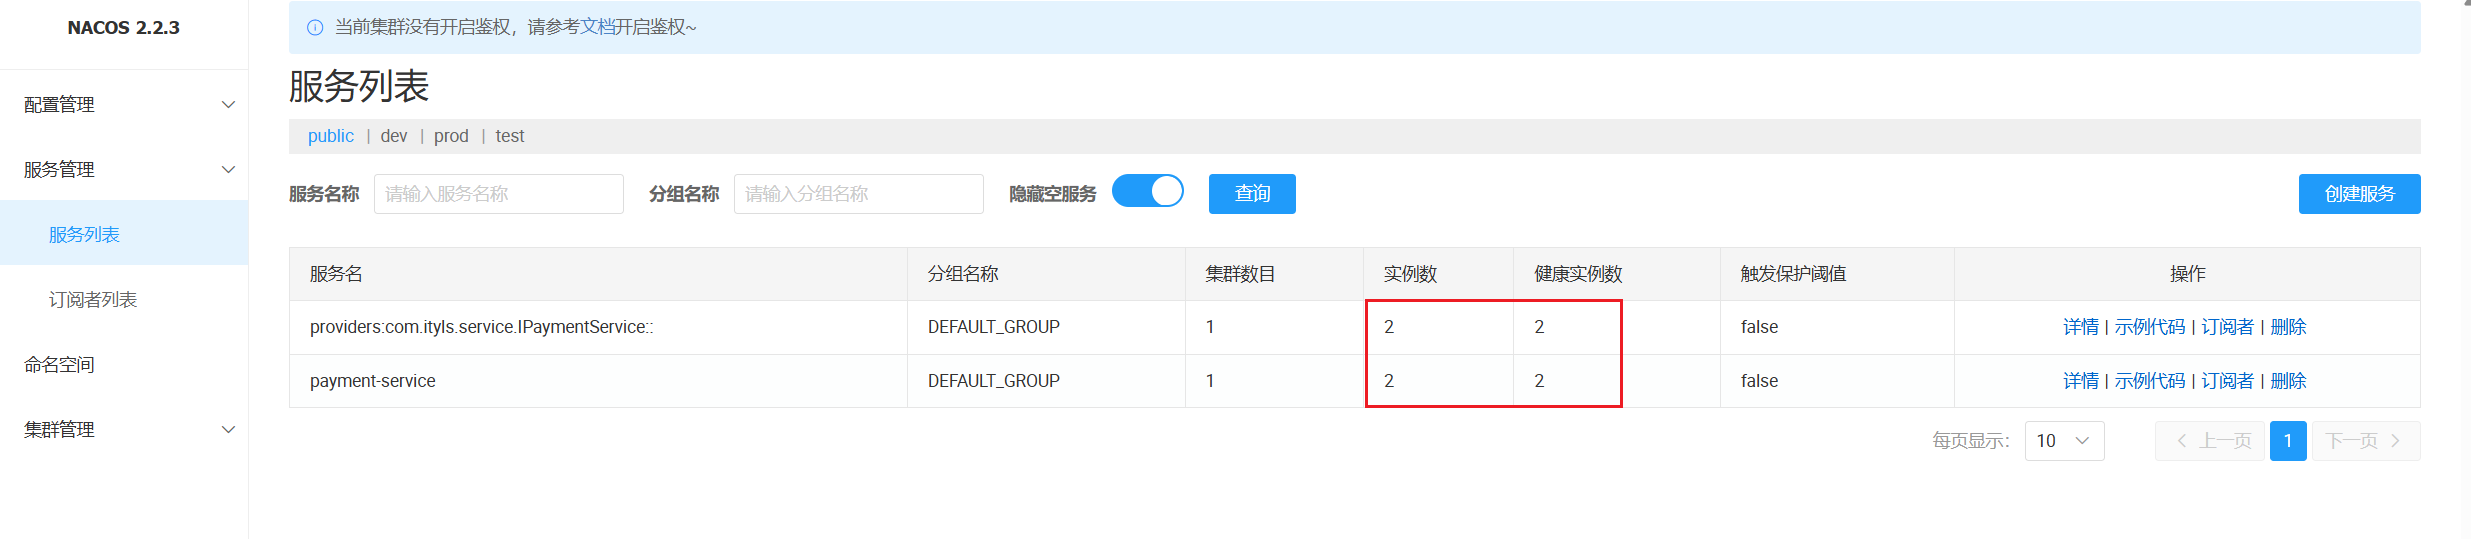 NACOS 2.2.3
配置管理
服务管理
服务列表
订阅者列表
命名空间
集群管理
当前集群没有开启鉴权，请参考文档开启鉴权~
服务列表
public | dev | prod | test
服务名称 请输入服务名称 分组名称 请输入分组名称 隐藏空服务 查询 创建服务
服务名 分组名称 集群数目 实例数 健康实例数 触发保护阈值 操作
providers:com.ityls.service.IPaymentService:: DEFAULT_GROUP 1 2 2 false 详情 | 示例代码 | 订阅者 | 删除
payment-service DEFAULT_GROUP 1 2 2 false 详情 | 示例代码 | 订阅者 | 删除
每页显示： 10 上一页 1 下一页